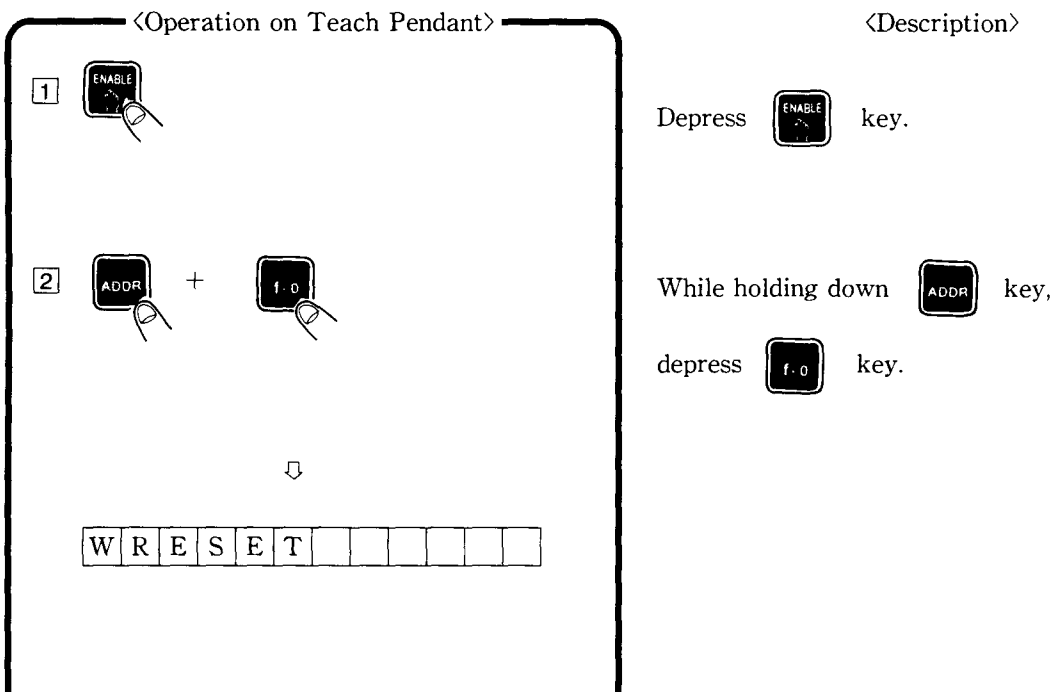 〈Operation on Teach Pendant〉 〈Description〉
1 ENABLE Depress ENABLE key.
2 ADDR + f·0 While holding down ADDR key,
depress f·0 key.
⇩
WRESET